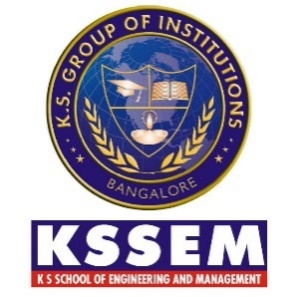 K.S. GROUP OF INSTITUTIONS
BANGALORE
KSSEM
K S SCHOOL OF ENGINEERING AND MANAGEMENT